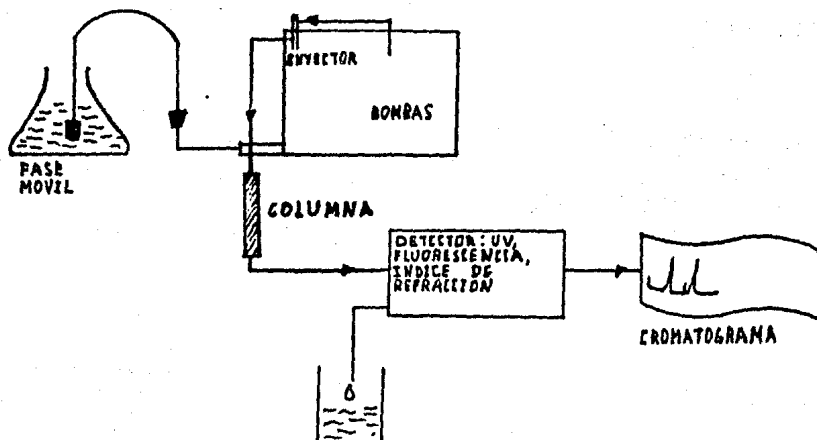 INYECTOR
BOMBAS
FASE
MOVIL
COLUMNA
DETECTOR: UV,
FLUORESCENCIA,
INDICE DE
REFRACCION
CROMATOGRAMA